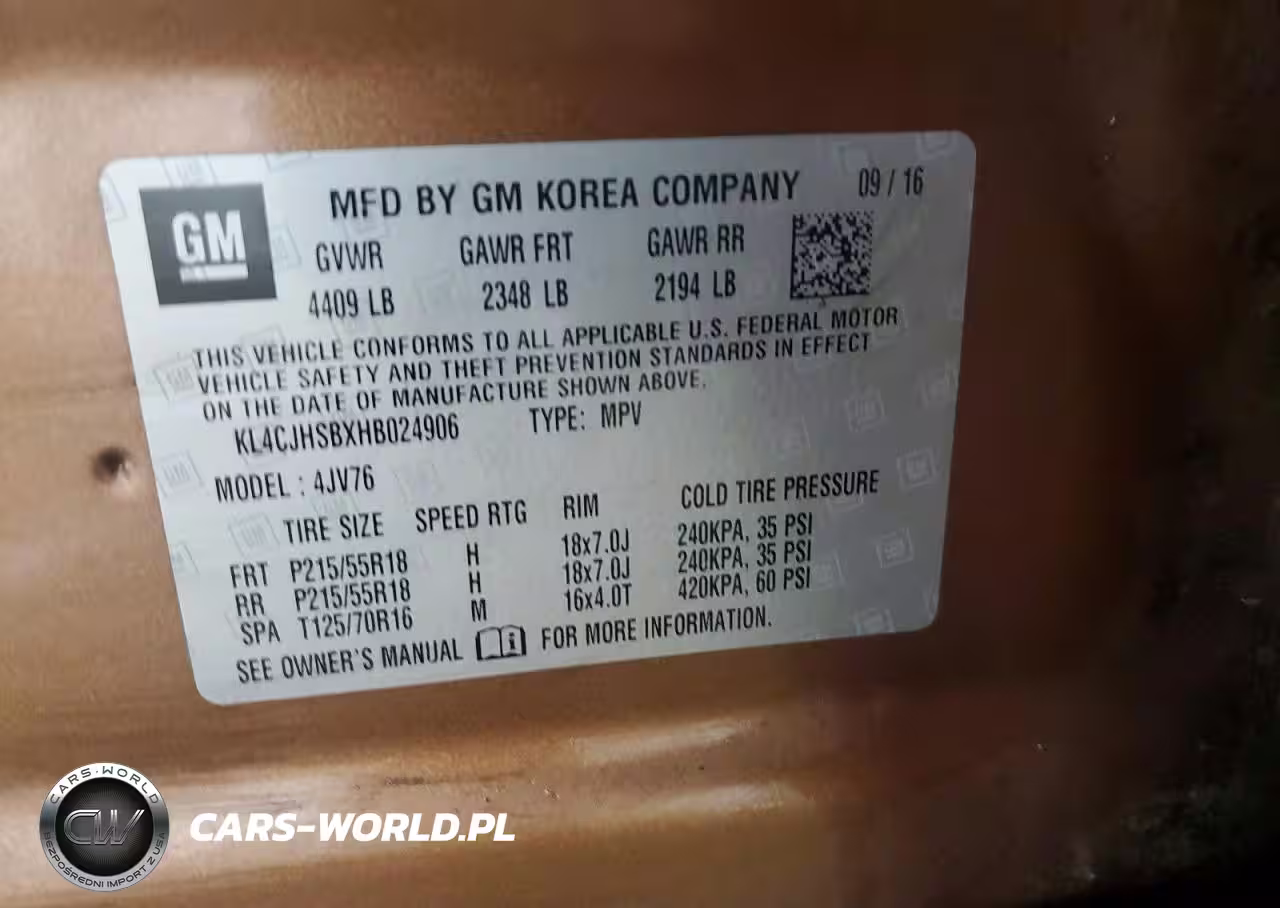 GM
MFD BY GM KOREA COMPANY 09 / 16
GVWR GAWR FRT GAWR RR
4409 LB 2348 LB 2194 LB
THIS VEHICLE CONFORMS TO ALL APPLICABLE U.S. FEDERAL MOTOR
VEHICLE SAFETY AND THEFT PREVENTION STANDARDS IN EFFECT
ON THE DATE OF MANUFACTURE SHOWN ABOVE.
KL4CJHSBXHB024906 TYPE: MPV
MODEL : 4JV76
TIRE SIZE SPEED RTG RIM COLD TIRE PRESSURE
FRT P215/55R18 H 18x7.0J 240KPA, 35 PSI
RR P215/55R18 H 18x7.0J 240KPA, 35 PSI
SPA T125/70R16 M 16x4.0T 420KPA, 60 PSI
SEE OWNER'S MANUAL FOR MORE INFORMATION.
CARS-WORLD
CW
BEZPOŚREDNI IMPORT Z USA
CARS-WORLD.PL